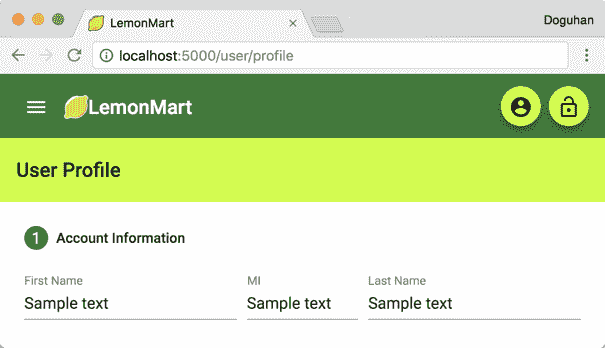 LemonMart
Doguhan
localhost:5000/user/profile
LemonMart
User Profile
1 Account Information
First Name MI Last Name
Sample text Sample text Sample text